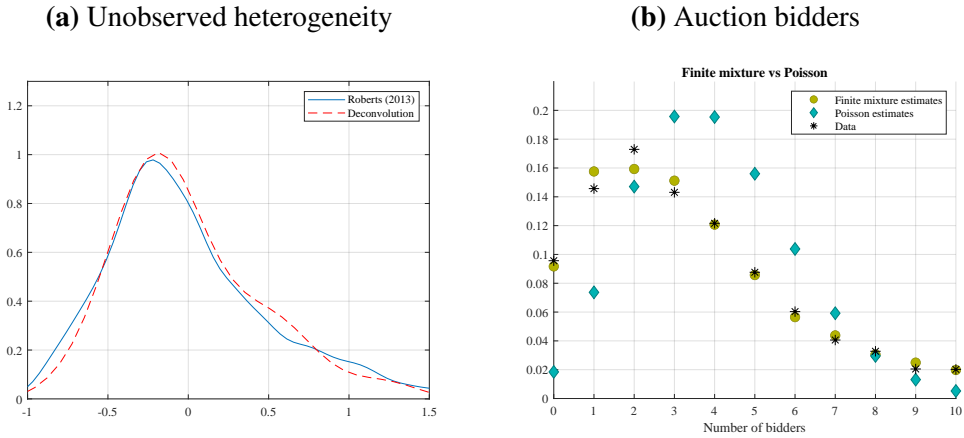 (a) Unobserved heterogeneity
Roberts (2013)
Deconvolution
1.2
1
0.8
0.6
0.4
0.2
0
-1 -0.5 0 0.5 1 1.5
(b) Auction bidders
Finite mixture vs Poisson
Finite mixture estimates
Poisson estimates
Data
0.2
0.18
0.16
0.14
0.12
0.1
0.08
0.06
0.04
0.02
0
0 1 2 3 4 5 6 7 8 9 10
Number of bidders